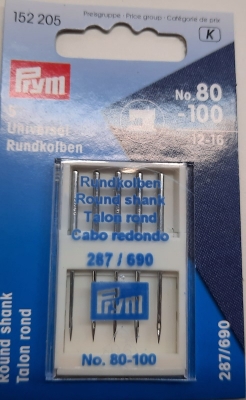 152 205
Preisgruppe · Price group · Catégorie de prix
K
Prym
No. 80
-100
12-16
5
Universal
Rundkolben
Rundkolben
Round shank
Talon rond
Cabo redondo
287 / 690
Prym
No. 80-100
Round shank
Talon rond
287/690